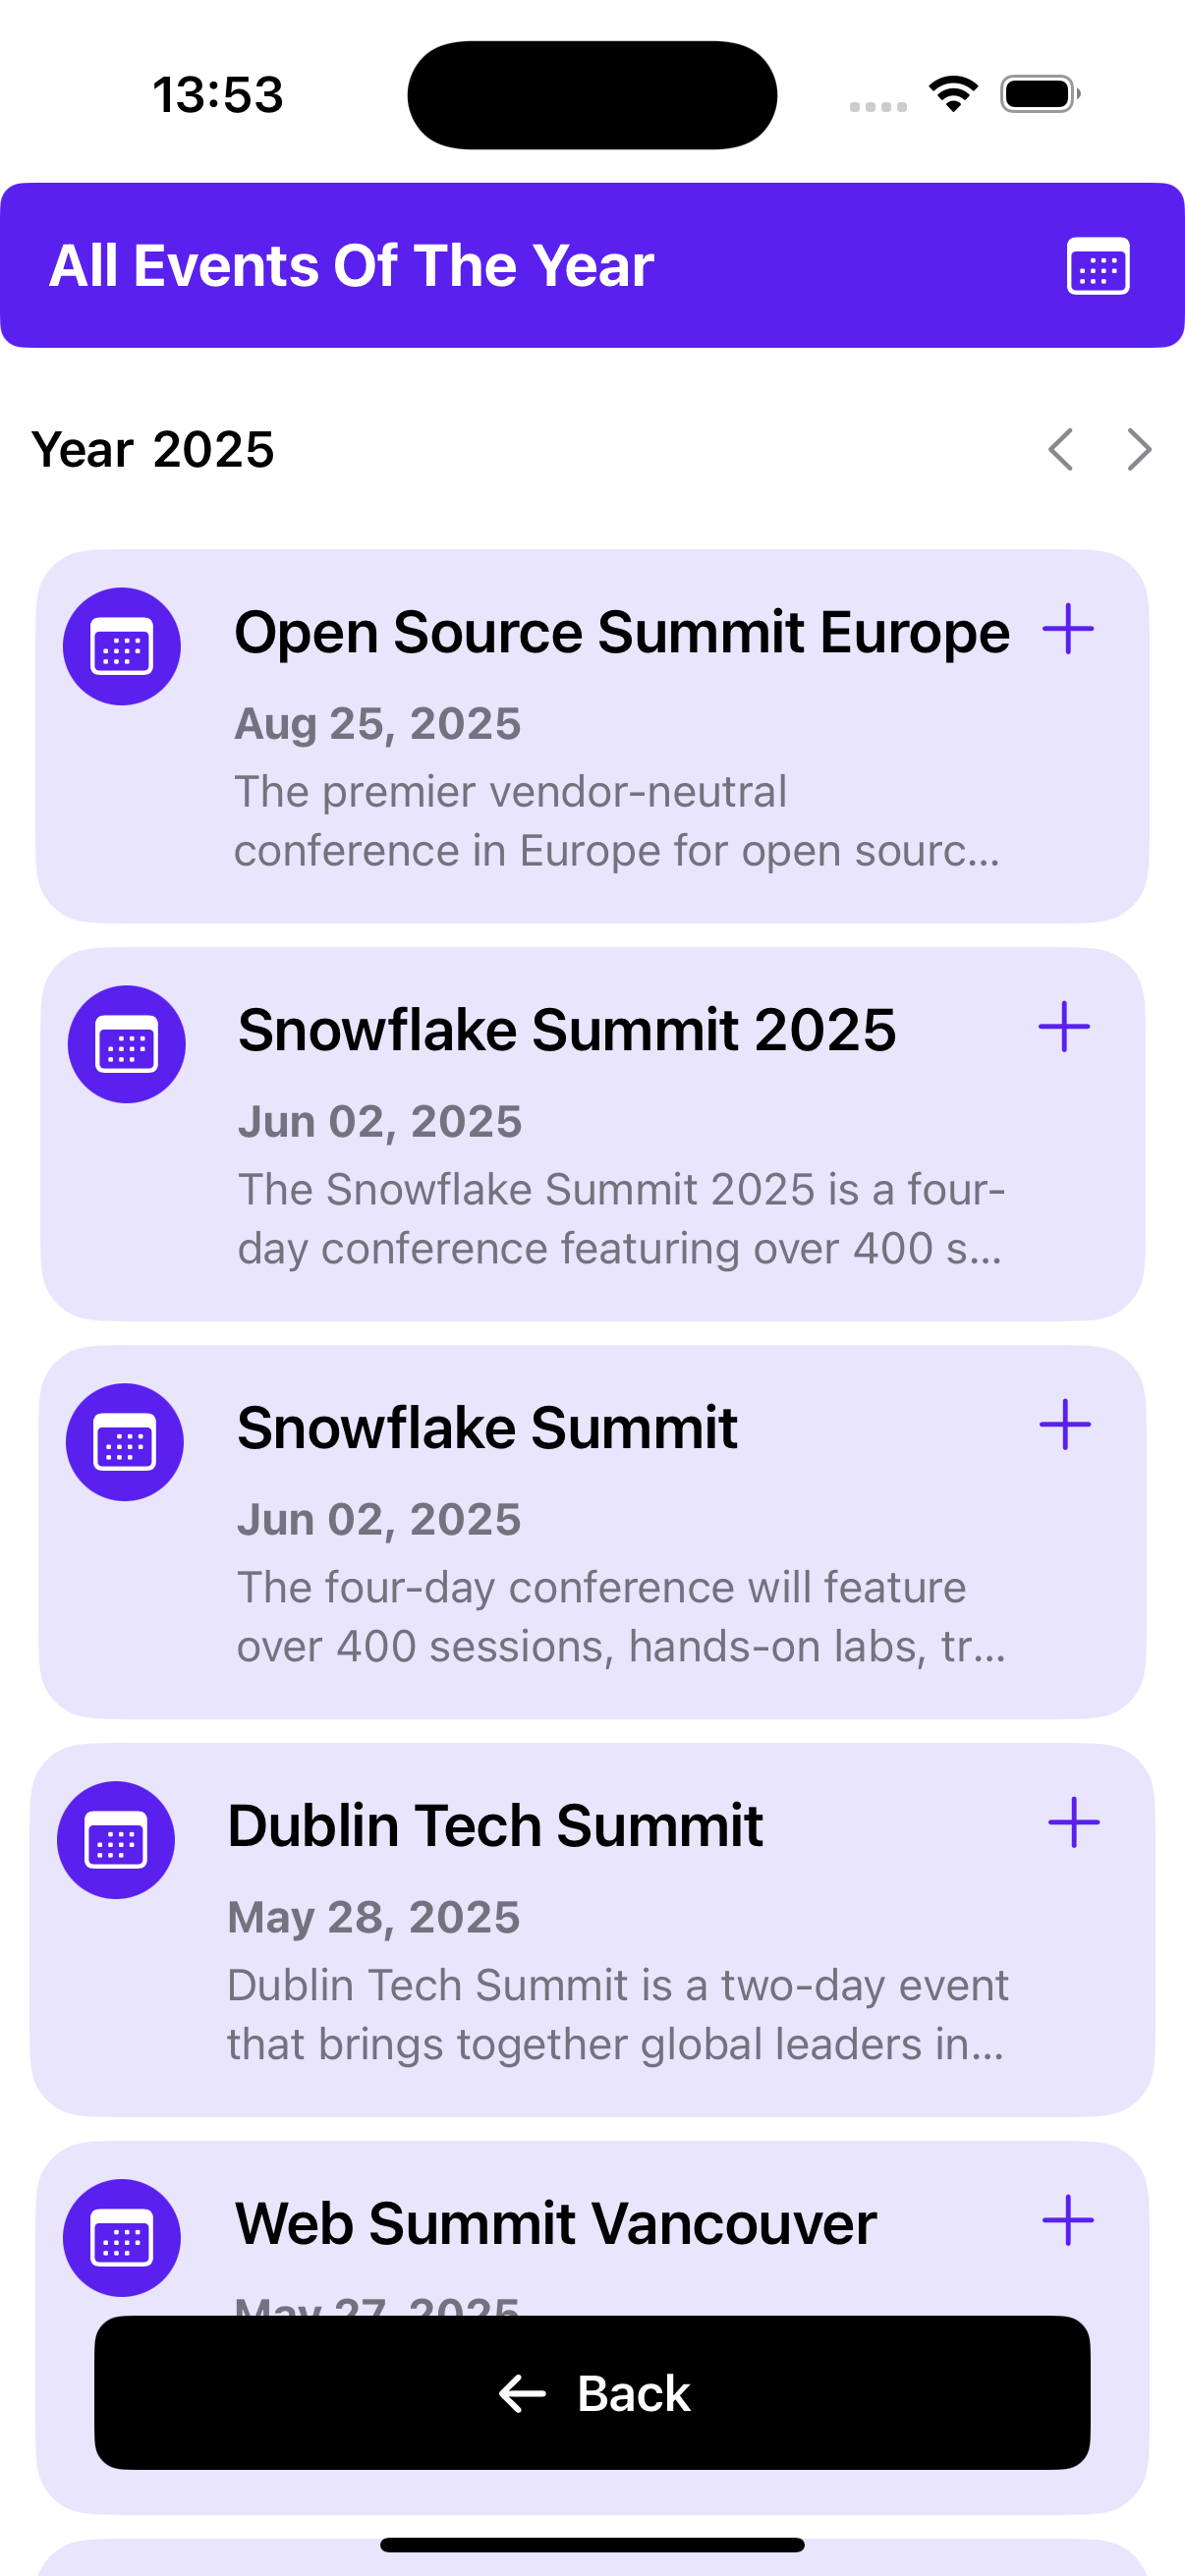 13:53
All Events Of The Year
Year 2025
Open Source Summit Europe
Aug 25, 2025
The premier vendor-neutral
conference in Europe for open sourc...
Snowflake Summit 2025
Jun 02, 2025
The Snowflake Summit 2025 is a four-
day conference featuring over 400 s...
Snowflake Summit
Jun 02, 2025
The four-day conference will feature
over 400 sessions, hands-on labs, tr...
Dublin Tech Summit
May 28, 2025
Dublin Tech Summit is a two-day event
that brings together global leaders in...
Web Summit Vancouver
May 27, 2025
Back